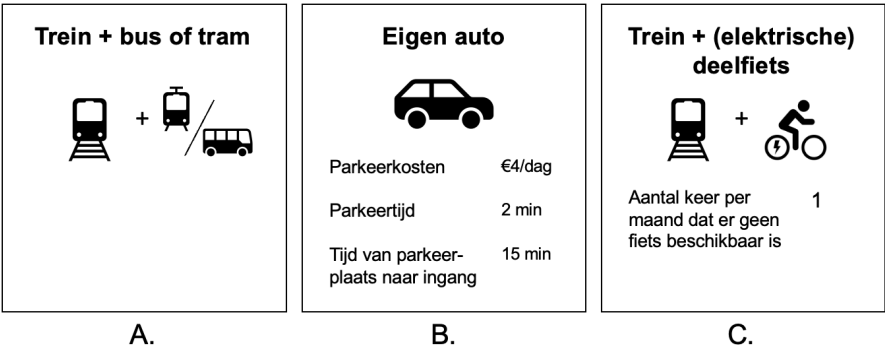 Trein + bus of tram
+
A.
Eigen auto
Parkeerkosten €4/dag
Parkeertijd 2 min
Tijd van parkeer- 15 min
plaats naar ingang
B.
Trein + (elektrische)
deelfiets
+
Aantal keer per 1
maand dat er geen
fiets beschikbaar is
C.